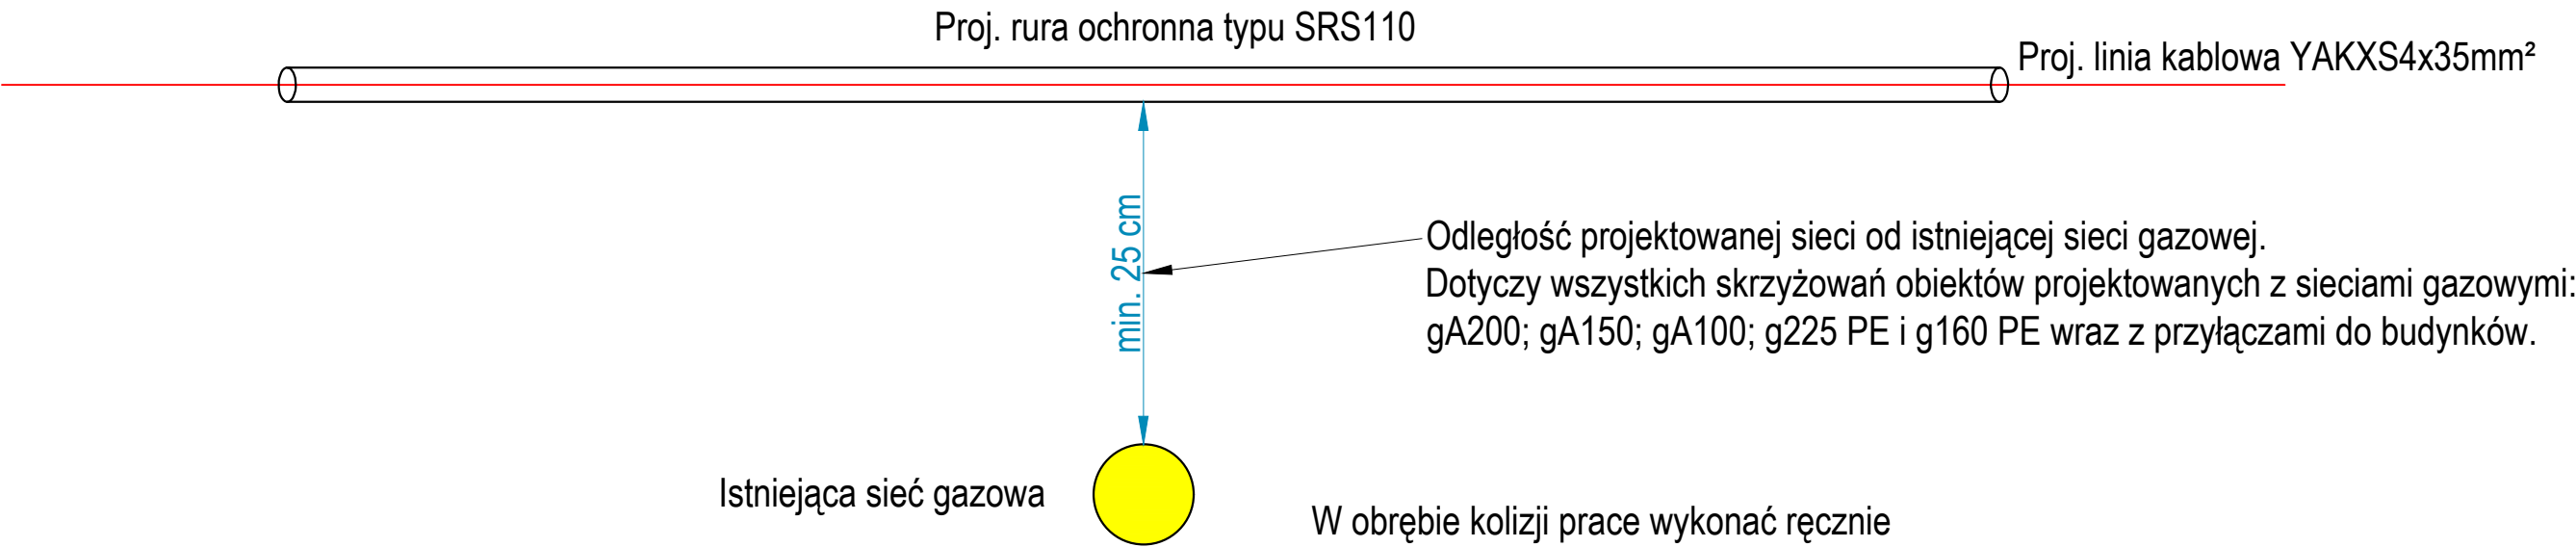 Proj. rura ochronna typu SRS110
Proj. linia kablowa YAKXS4x35mm²
min. 25 cm
Odległość projektowanej sieci od istniejącej sieci gazowej.
Dotyczy wszystkich skrzyżowań obiektów projektowanych z sieciami gazowymi:
gA200; gA150; gA100; g225 PE i g160 PE wraz z przyłączami do budynków.
Istniejąca sieć gazowa
W obrębie kolizji prace wykonać ręcznie